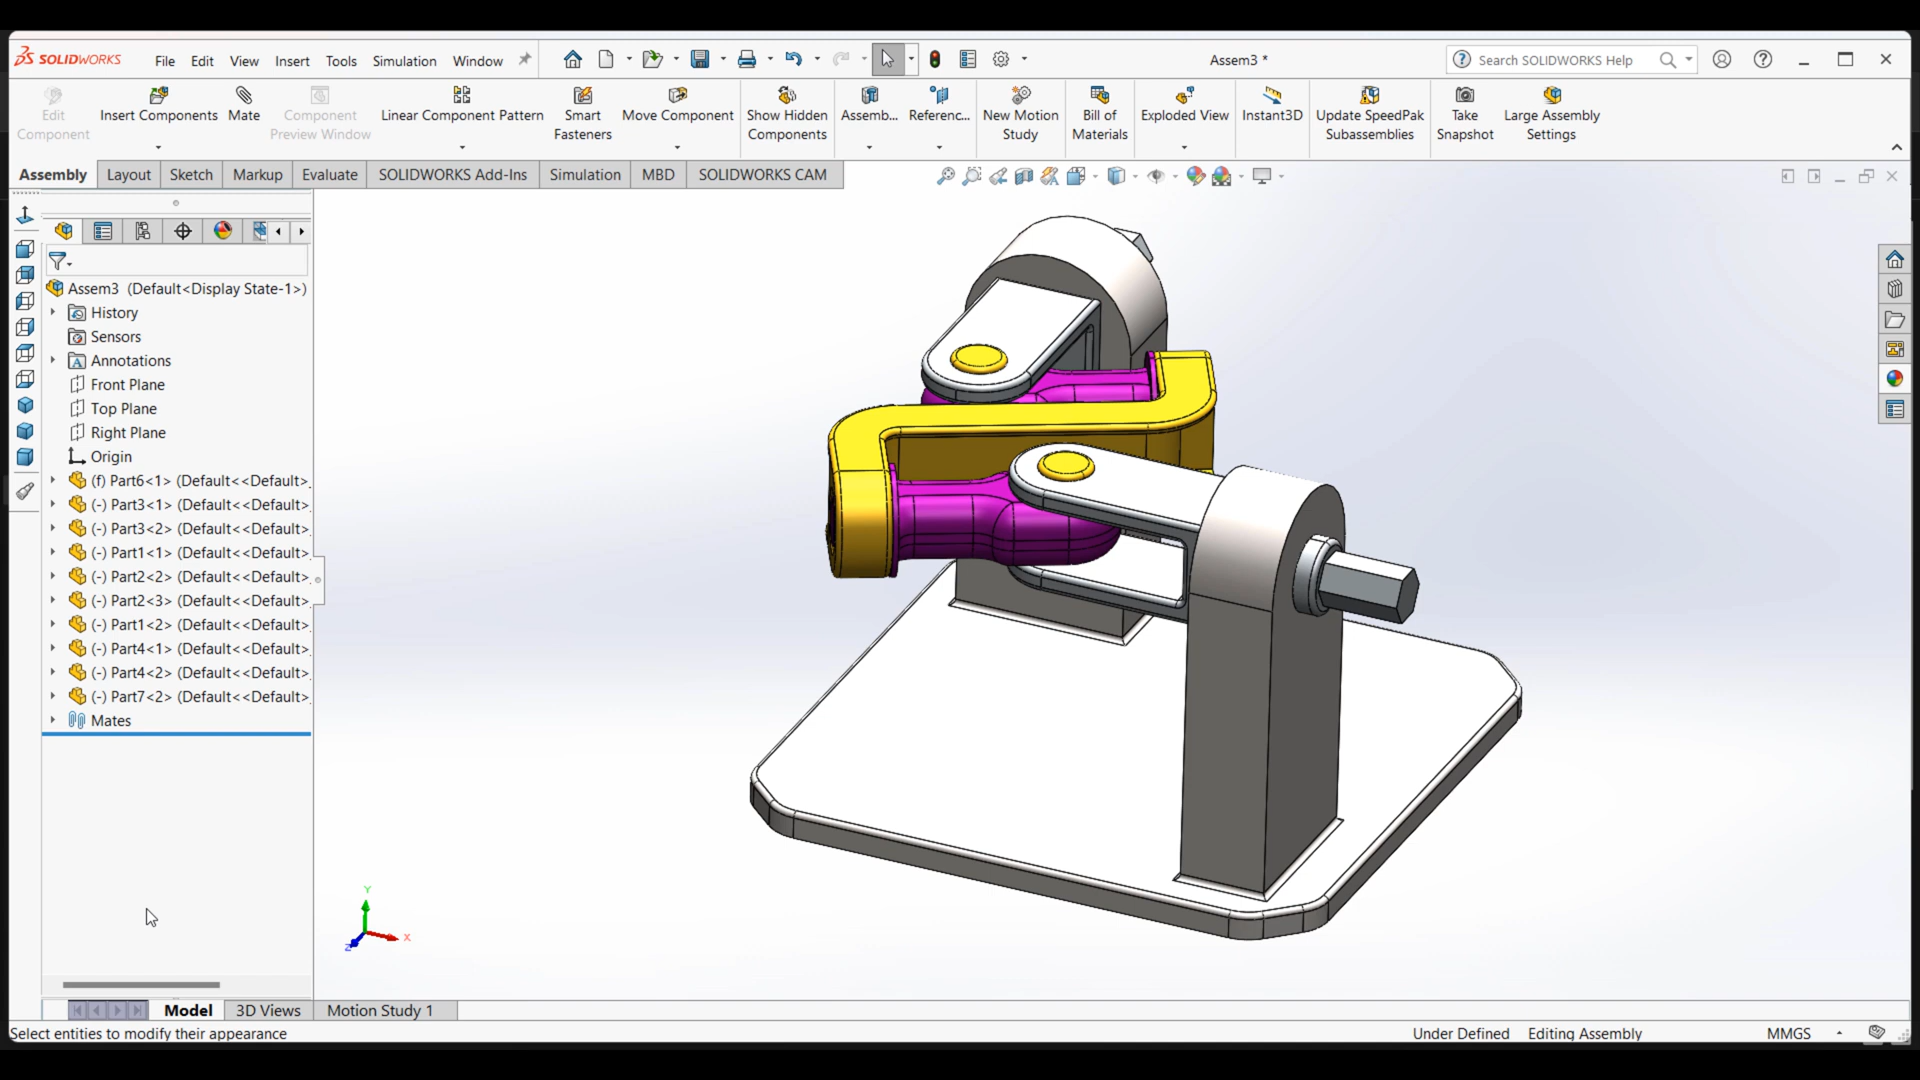 SOLIDWORKS File Edit View Insert Tools Simulation Window Assem3 * Search SOLIDWORKS Help
Edit Component
Insert Components
Mate
Component Preview Window
Linear Component Pattern
Smart Fasteners
Move Component
Show Hidden Components
Assemb...
Referenc...
New Motion Study
Bill of Materials
Exploded View
Instant3D
Update SpeedPak Subassemblies
Take Snapshot
Large Assembly Settings
Assembly Layout Sketch Markup Evaluate SOLIDWORKS Add-Ins Simulation MBD SOLIDWORKS CAM
Assem3 (Default<Display State-1>)
History
Sensors
Annotations
Front Plane
Top Plane
Right Plane
Origin
(f) Part6<1> (Default<<Default>
(-) Part3<1> (Default<<Default>
(-) Part3<2> (Default<<Default>
(-) Part1<1> (Default<<Default>
(-) Part2<2> (Default<<Default>
(-) Part2<3> (Default<<Default>
(-) Part1<2> (Default<<Default>
(-) Part4<1> (Default<<Default>
(-) Part4<2> (Default<<Default>
(-) Part7<2> (Default<<Default>
Mates
Y
X
Z
Model 3D Views Motion Study 1
Select entities to modify their appearance Under Defined Editing Assembly MMGS